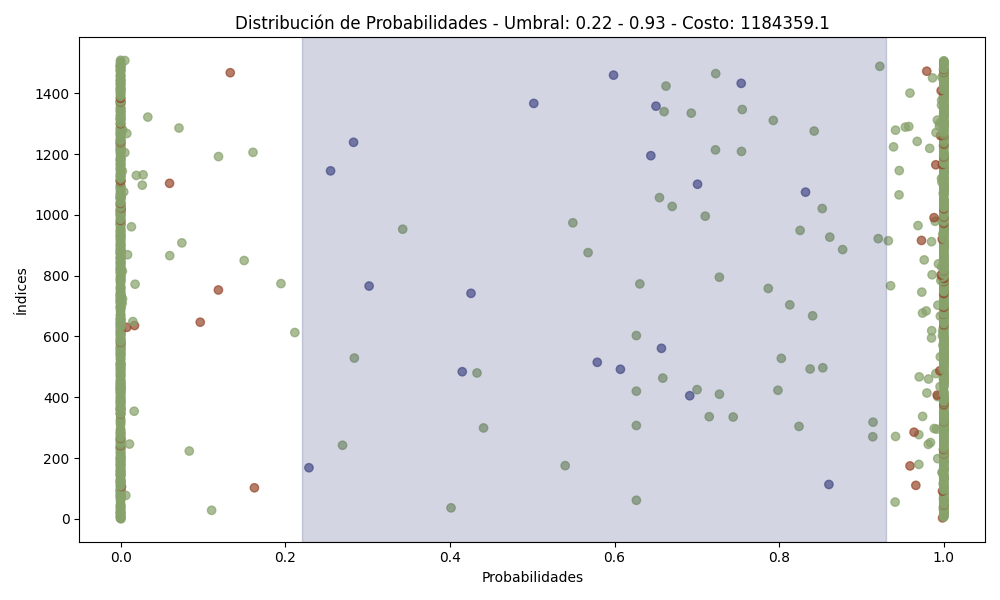 Distribución de Probabilidades - Umbral: 0.22 - 0.93 - Costo: 1184359.1
1400
1200
1000
800
600
400
200
0
Índices
0.0 0.2 0.4 0.6 0.8 1.0
Probabilidades